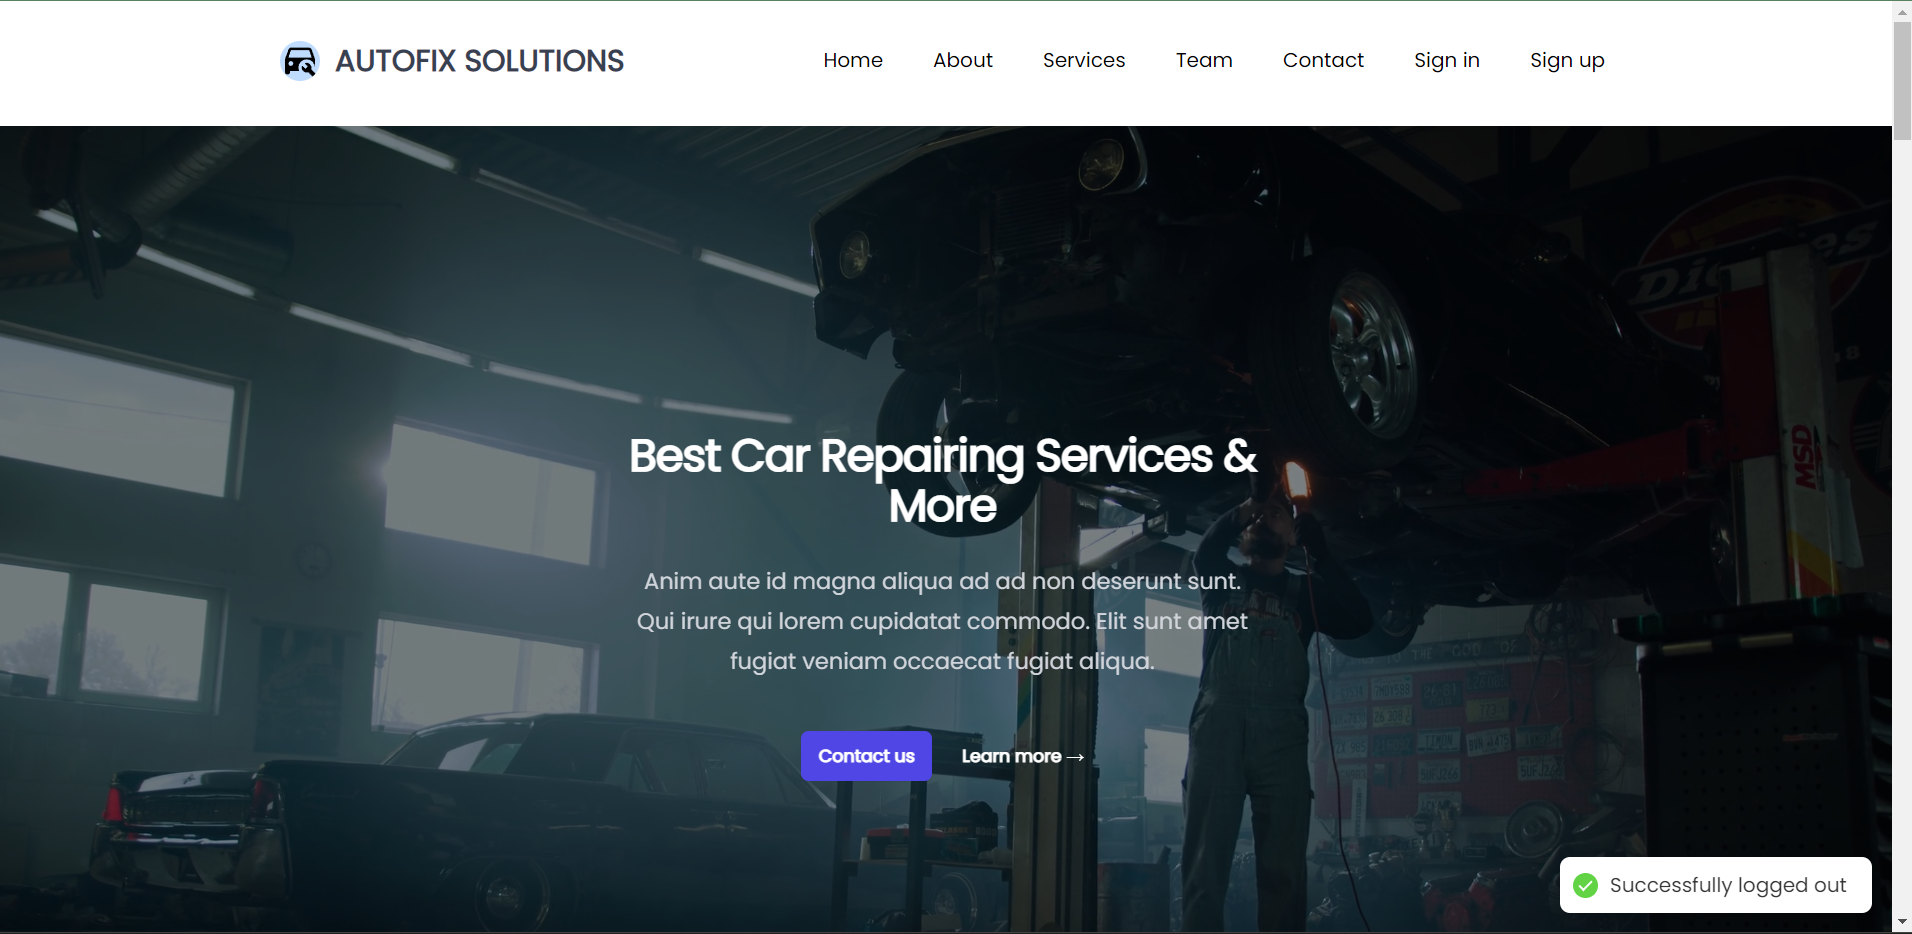 AUTOFIX SOLUTIONS
Home About Services Team Contact Sign in Sign up
Best Car Repairing Services &
More
Anim aute id magna aliqua ad ad non deserunt sunt.
Qui irure qui lorem cupidatat commodo. Elit sunt amet
fugiat veniam occaecat fugiat aliqua.
Contact us Learn more →
MSD
Successfully logged out